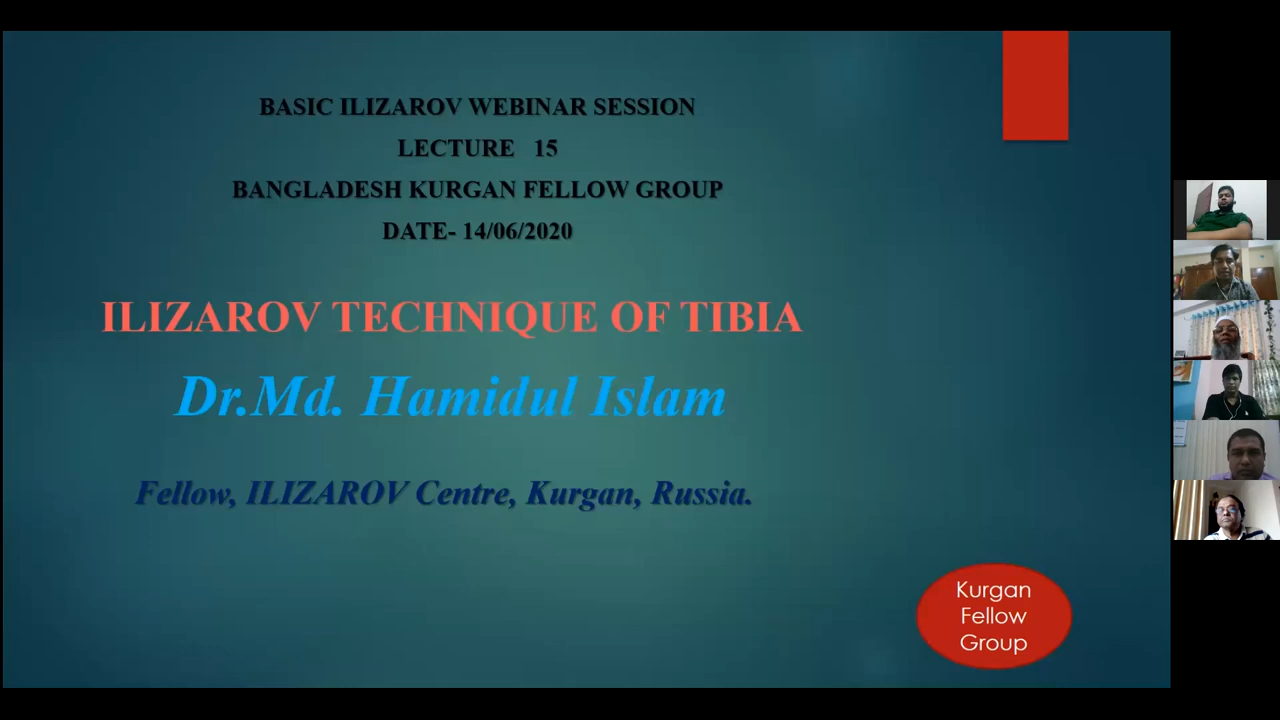 BASIC ILIZAROV WEBINAR SESSION
LECTURE 15
BANGLADESH KURGAN FELLOW GROUP
DATE- 14/06/2020
ILIZAROV TECHNIQUE OF TIBIA
Dr.Md. Hamidul Islam
Fellow, ILIZAROV Centre, Kurgan, Russia.
Kurgan
Fellow
Group